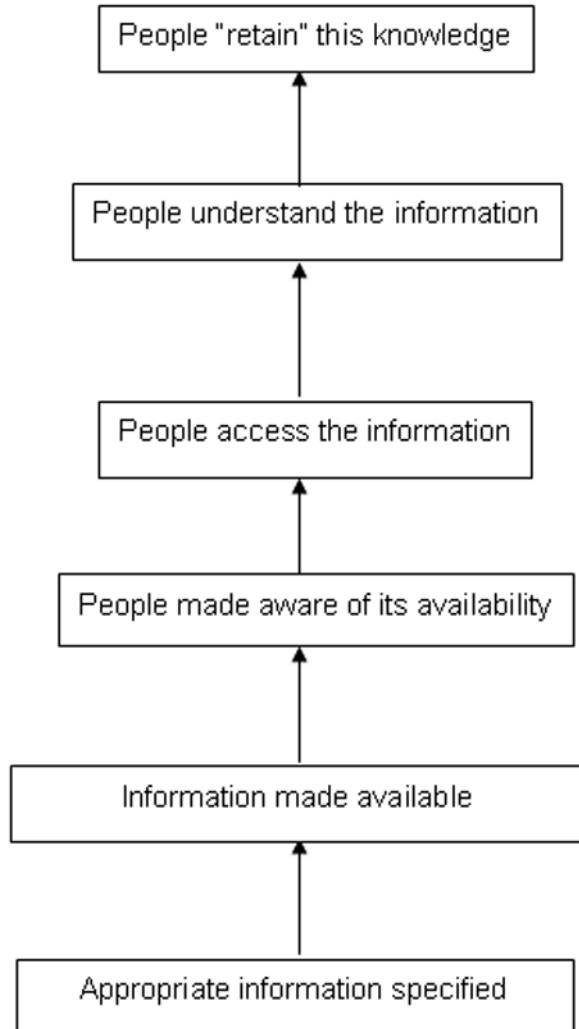 People "retain" this knowledge
People understand the information
People access the information
People made aware of its availability
Information made available
Appropriate information specified